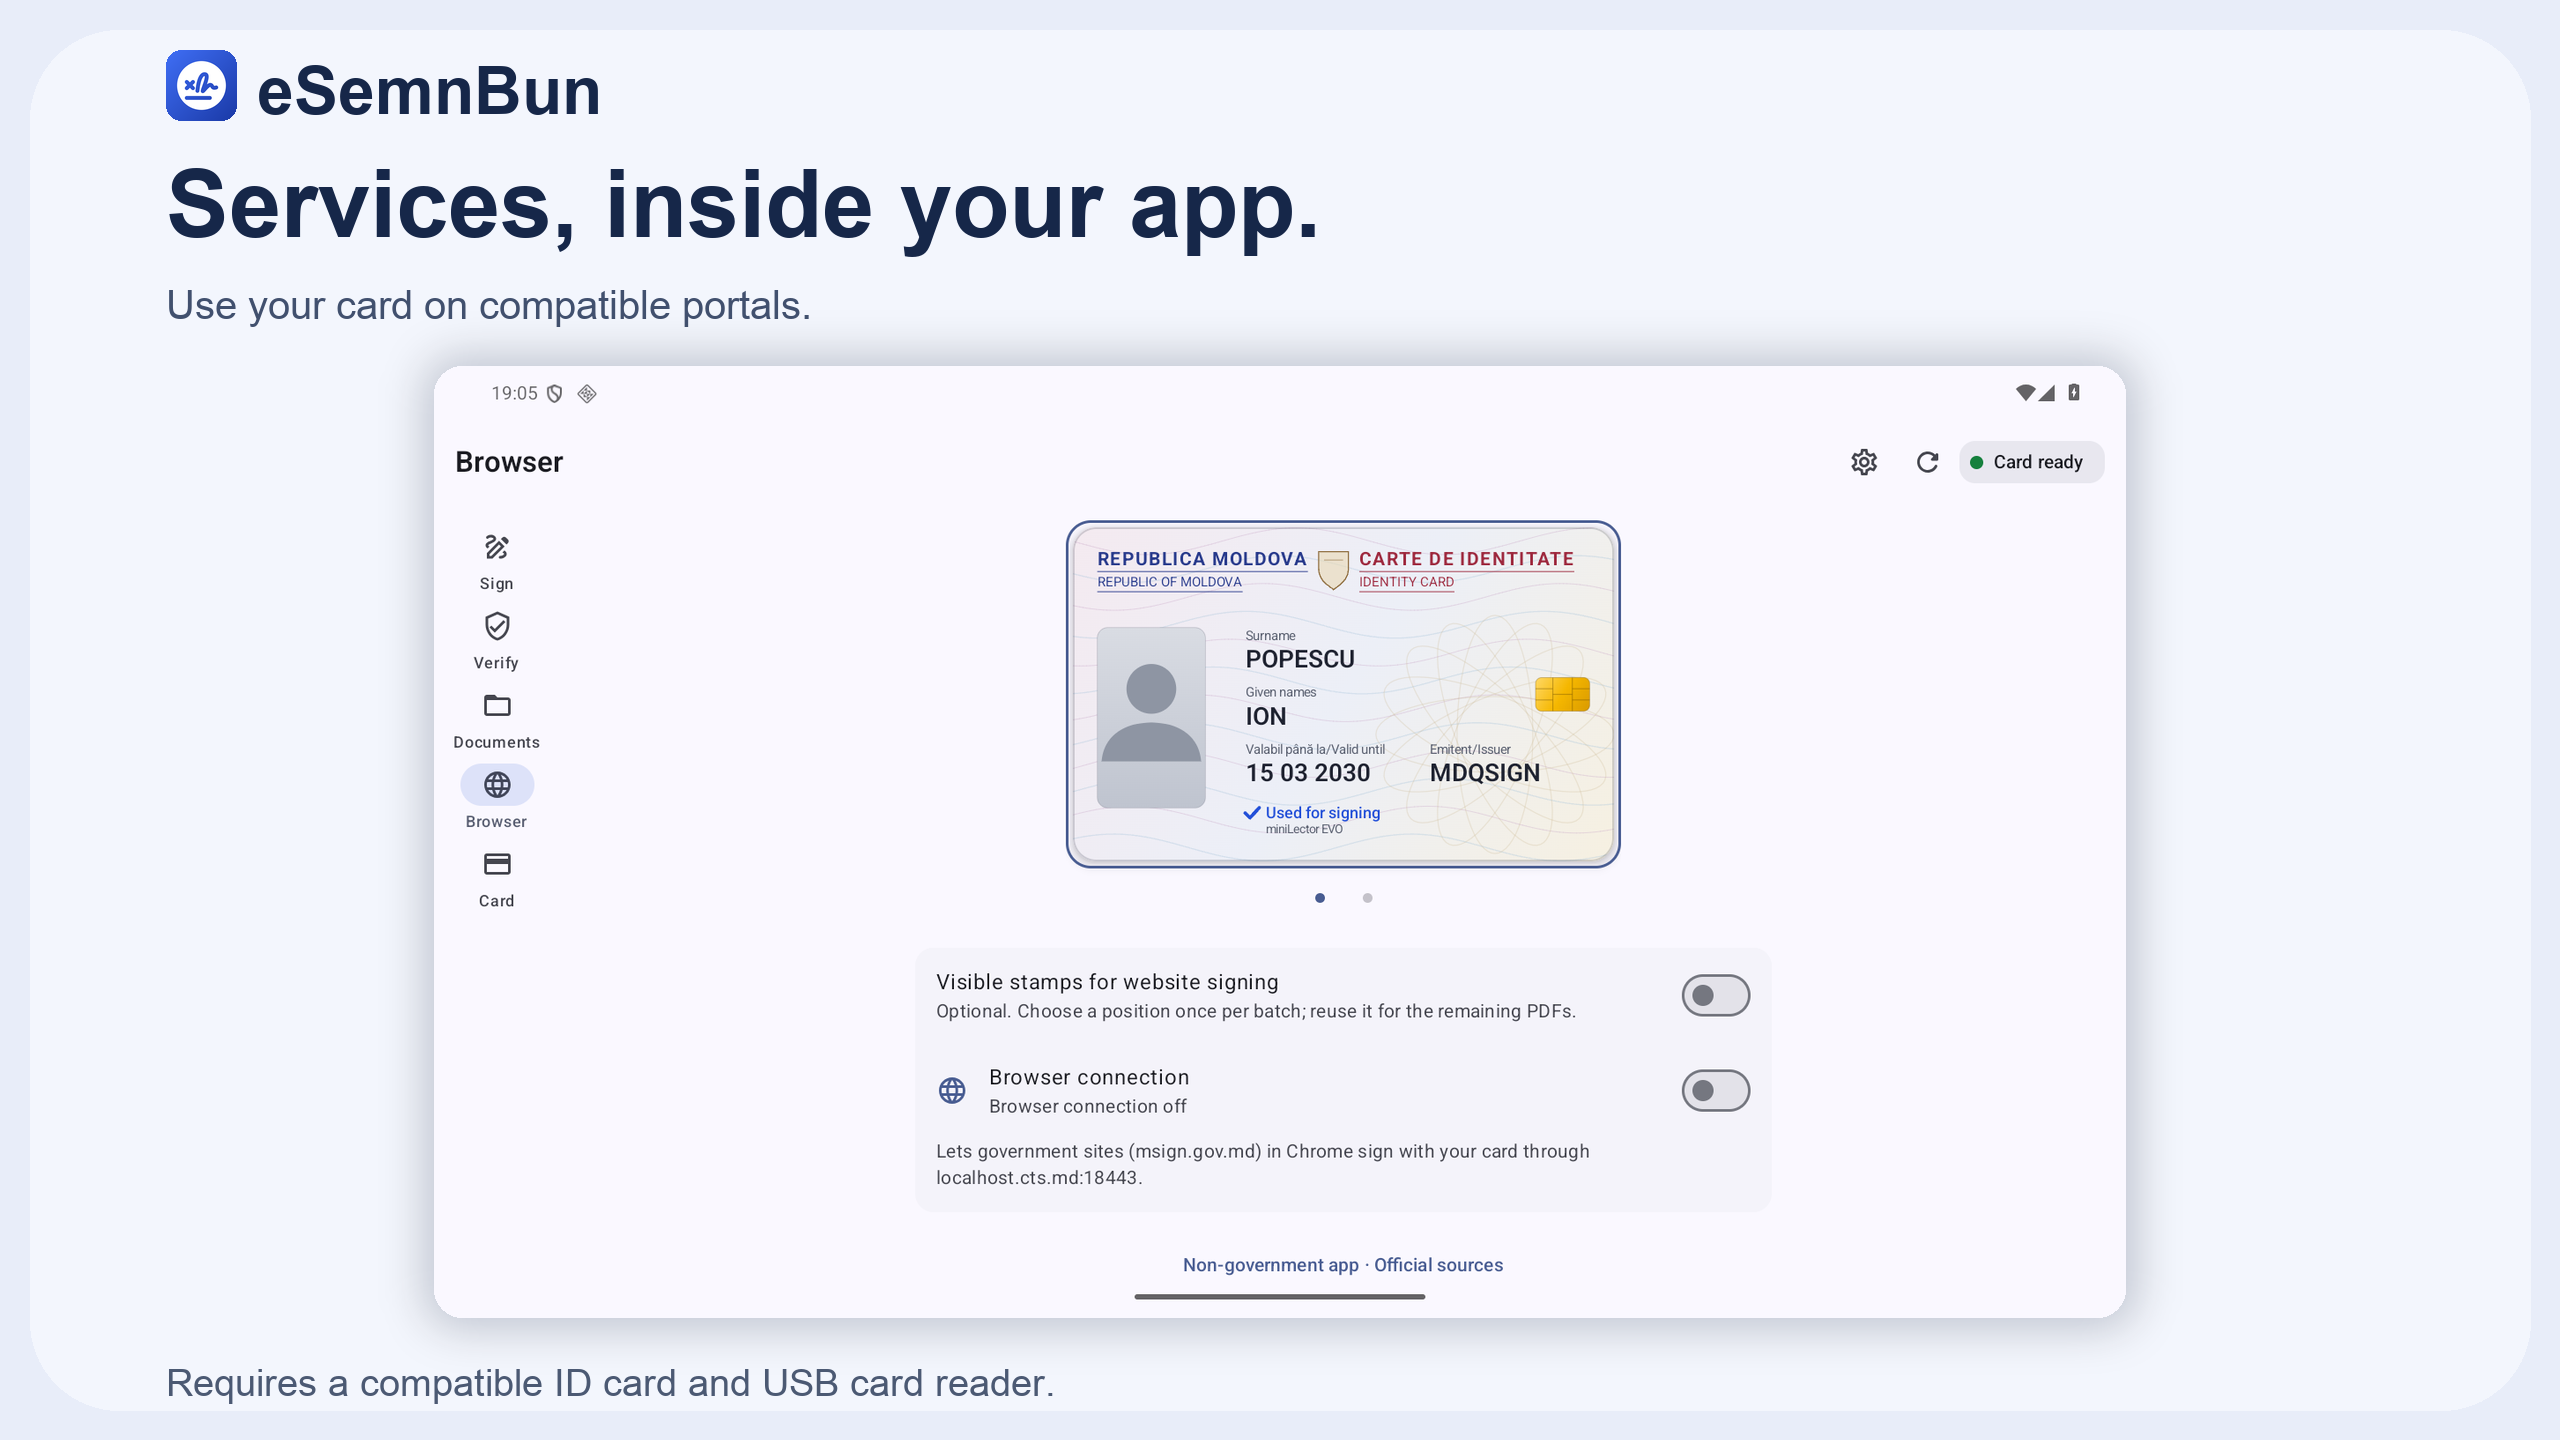 eSemnBun
Services, inside your app.
Use your card on compatible portals.
19:05
Browser
Card ready
Sign
Verify
Documents
Browser
Card
REPUBLICA MOLDOVA
REPUBLIC OF MOLDOVA
CARTE DE IDENTITATE
IDENTITY CARD
Surname
POPESCU
Given names
ION
Valabil până la/Valid until
15 03 2030
Emitent/Issuer
MDQSIGN
Used for signing
miniLector EVO
Visible stamps for website signing
Optional. Choose a position once per batch; reuse it for the remaining PDFs.
Browser connection
Browser connection off
Lets government sites (msign.gov.md) in Chrome sign with your card through
localhost.cts.md:18443.
Non-government app · Official sources
Requires a compatible ID card and USB card reader.